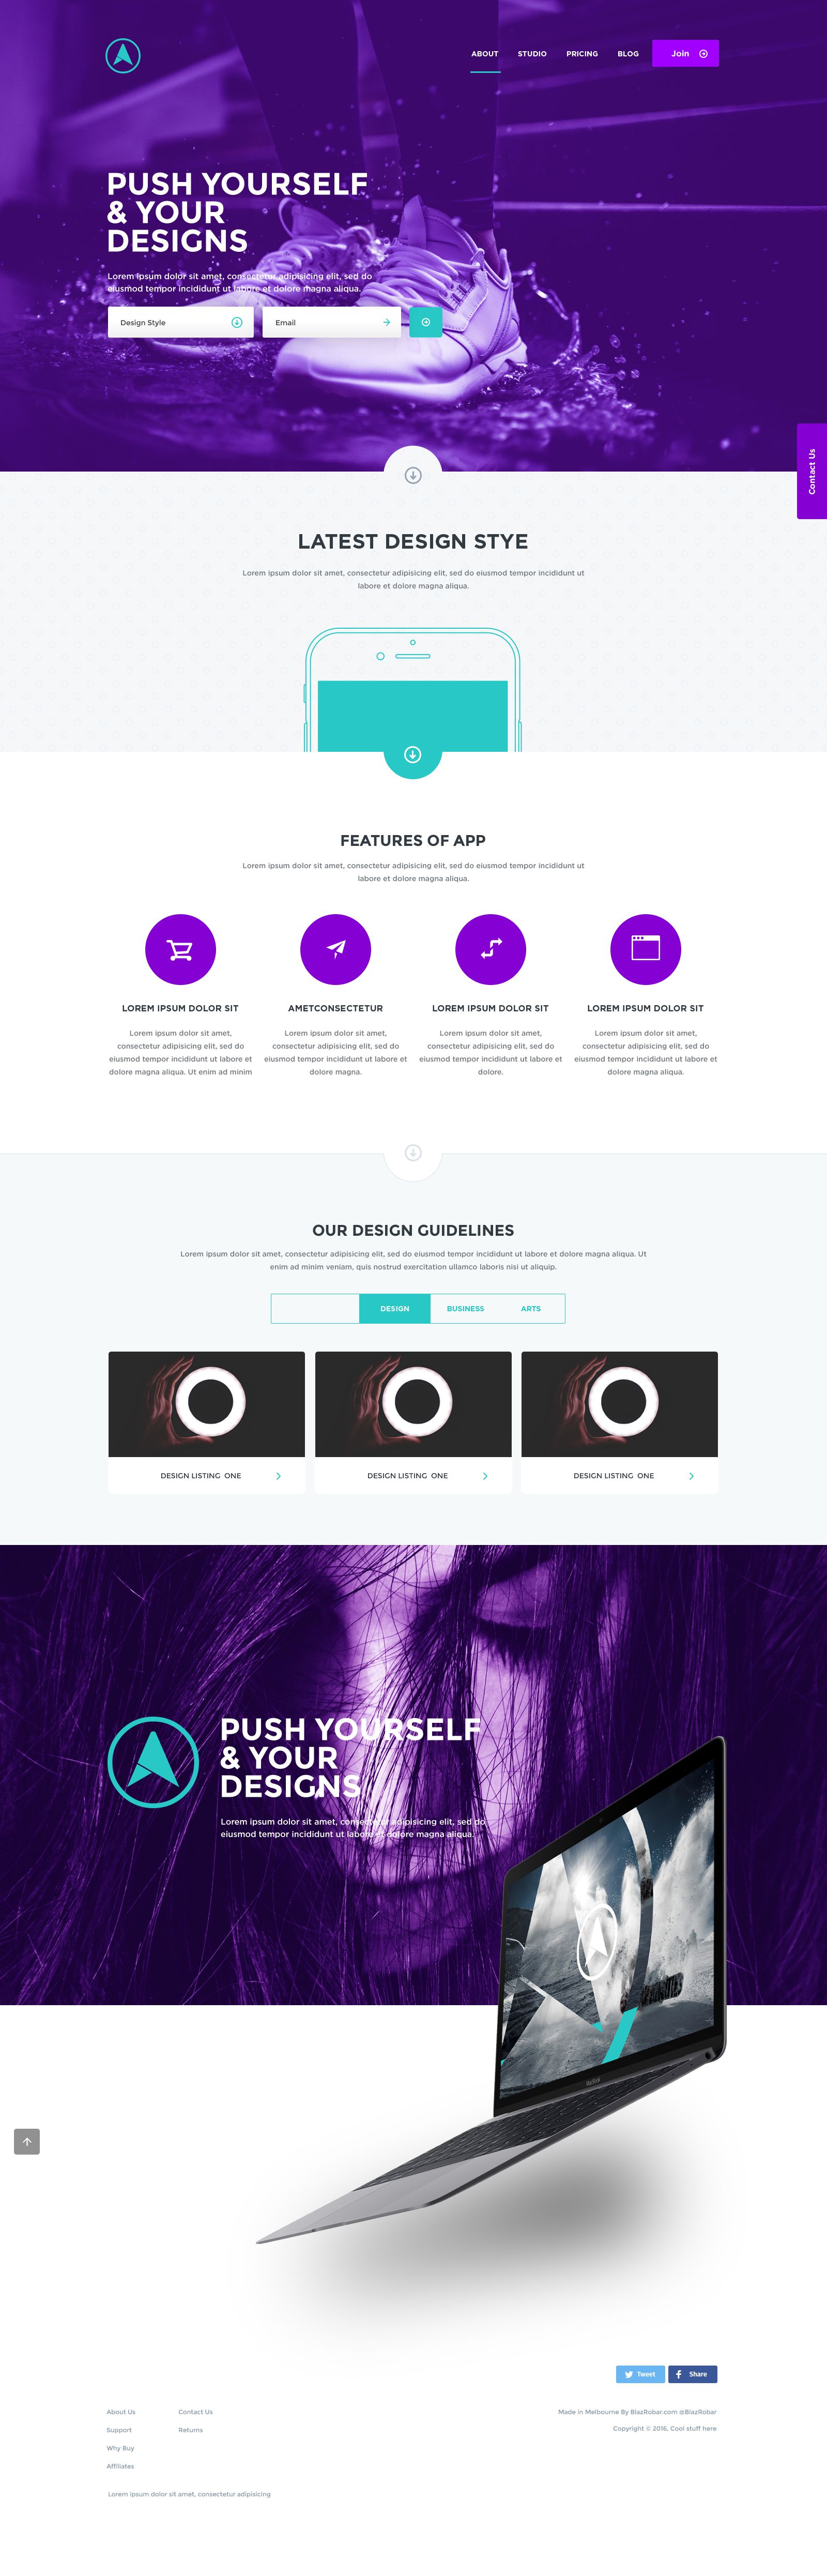 ABOUT STUDIO PRICING BLOG Join
PUSH YOURSELF
& YOUR
DESIGNS
Lorem ipsum dolor sit amet, consectetur adipisicing elit, sed do
eiusmod tempor incididunt ut labore et dolore magna aliqua.
Design Style Email
Contact Us
LATEST DESIGN STYE
Lorem ipsum dolor sit amet, consectetur adipisicing elit, sed do eiusmod tempor incididunt ut
labore et dolore magna aliqua.
FEATURES OF APP
Lorem ipsum dolor sit amet, consectetur adipisicing elit, sed do eiusmod tempor incididunt ut
labore et dolore magna aliqua.
LOREM IPSUM DOLOR SIT
Lorem ipsum dolor sit amet,
consectetur adipisicing elit, sed do
eiusmod tempor incididunt ut labore et
dolore magna aliqua. Ut enim ad minim
AMETCONSECTETUR
Lorem ipsum dolor sit amet,
consectetur adipisicing elit, sed do
eiusmod tempor incididunt ut labore et
dolore magna.
LOREM IPSUM DOLOR SIT
Lorem ipsum dolor sit amet,
consectetur adipisicing elit, sed do
eiusmod tempor incididunt ut labore et
dolore.
LOREM IPSUM DOLOR SIT
Lorem ipsum dolor sit amet,
consectetur adipisicing elit, sed do
eiusmod tempor incididunt ut labore et
dolore magna aliqua.
OUR DESIGN GUIDELINES
Lorem ipsum dolor sit amet, consectetur adipisicing elit, sed do eiusmod tempor incididunt ut labore et dolore magna aliqua. Ut
enim ad minim veniam, quis nostrud exercitation ullamco laboris nisi ut aliquip.
DESIGN BUSINESS ARTS
DESIGN LISTING ONE
DESIGN LISTING ONE
DESIGN LISTING ONE
PUSH YOURSELF
& YOUR
DESIGNS
Lorem ipsum dolor sit amet, consectetur adipisicing elit, sed do
eiusmod tempor incididunt ut labore et dolore magna aliqua.
MacBook
Tweet Share
About Us
Support
Why Buy
Affiliates
Contact Us
Returns
Made in Melbourne By BlazRobar.com @BlazRobar
Copyright © 2016, Cool stuff here
Lorem ipsum dolor sit amet, consectetur adipisicing